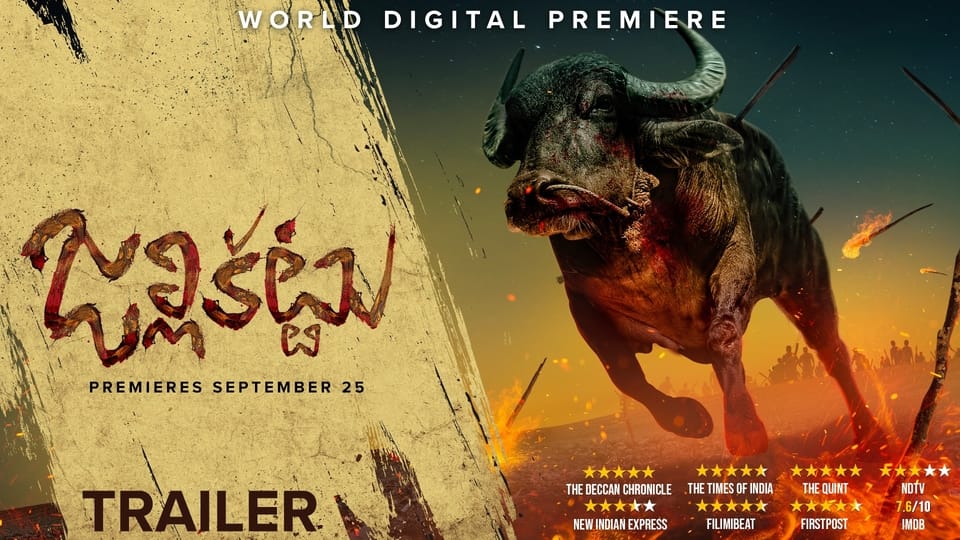 WORLD DIGITAL PREMIERE
జల్లికట్టు
PREMIERES SEPTEMBER 25
TRAILER
THE DECCAN CHRONICLE
THE TIMES OF INDIA
THE QUINT
NDTV
NEW INDIAN EXPRESS
FILIMIBEAT
FIRSTPOST
7.6/10
IMDB